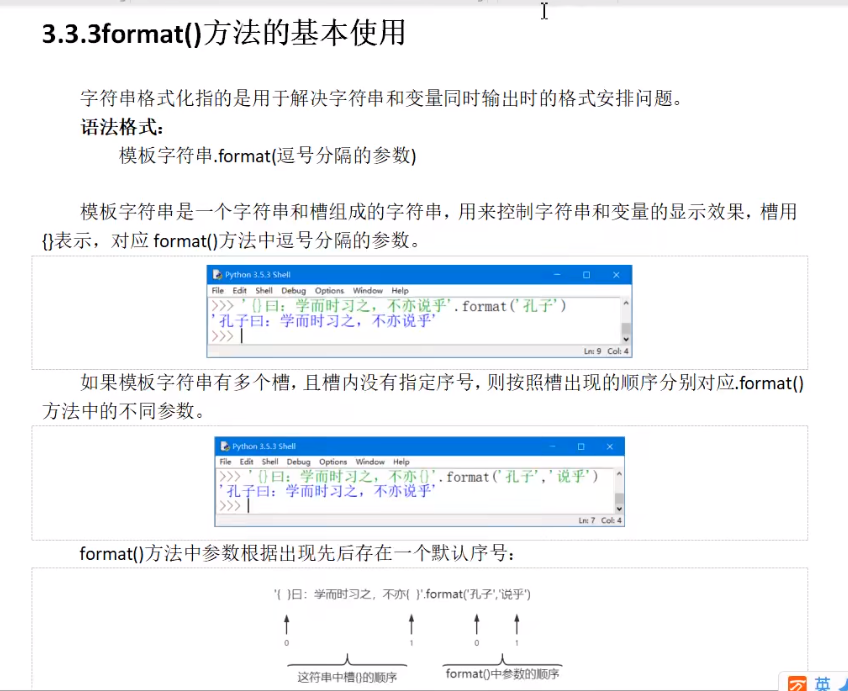 3.3.3format()方法的基本使用
字符串格式化指的是用于解决字符串和变量同时输出时的格式安排问题。
语法格式：
模板字符串.format(逗号分隔的参数)
模板字符串是一个字符串和槽组成的字符串，用来控制字符串和变量的显示效果，槽用
{}表示，对应 format()方法中逗号分隔的参数。
Python 3.5.3 Shell
File Edit Shell Debug Options Window Help
>>> '{}曰：学而时习之，不亦说乎'.format('孔子')
'孔子曰：学而时习之，不亦说乎'
>>>
Ln: 9 Col: 4
如果模板字符串有多个槽，且槽内没有指定序号，则按照槽出现的顺序分别对应.format()
方法中的不同参数。
Python 3.5.3 Shell
File Edit Shell Debug Options Window Help
>>> '{}曰：学而时习之，不亦{}'.format('孔子','说乎')
'孔子曰：学而时习之，不亦说乎'
>>>
Ln: 7 Col: 4
format()方法中参数根据出现先后存在一个默认序号：
'{ }曰：学而时习之，不亦{ }'.format('孔子','说乎')
0 1 0 1
这符串中槽{}的顺序 format()中参数的顺序
英